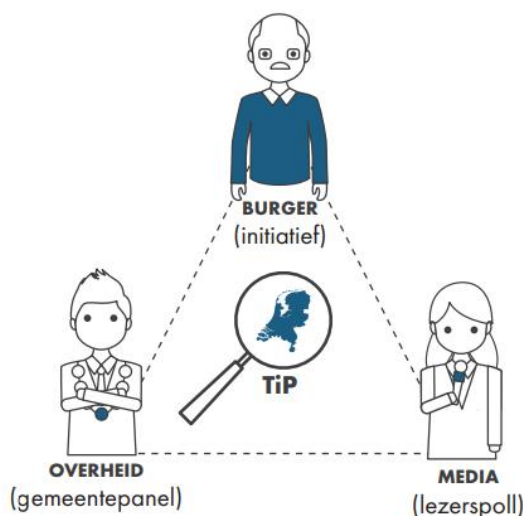 BURGER
(initiatief)
TiP
OVERHEID
(gemeentepanel)
MEDIA
(lezerspoll)